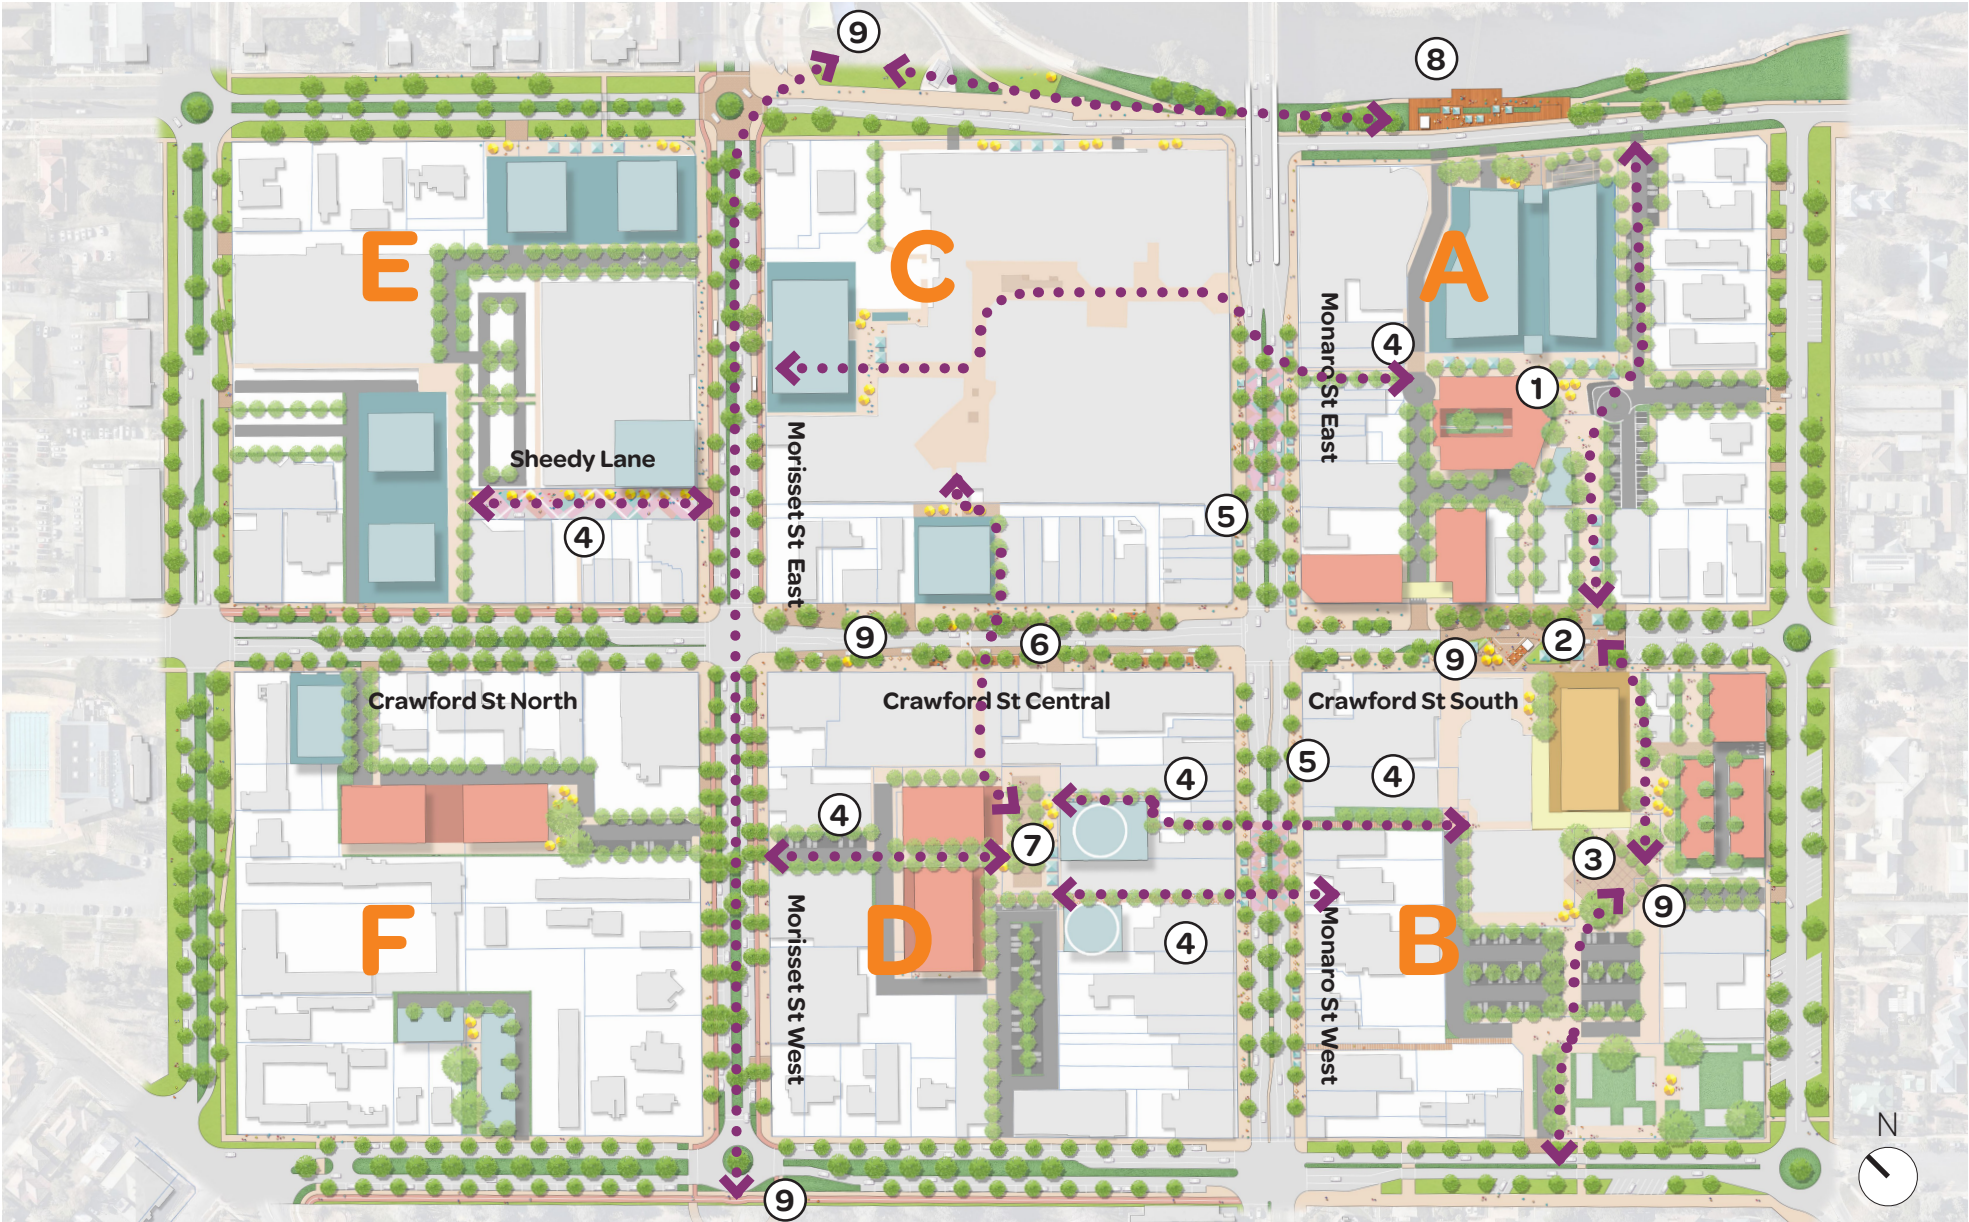 9
8
E
C
A
Monaro St East
4
1
Morisset St East
Sheedy Lane
5
4
9
6
9
2
Crawford St North
Crawford St Central
Crawford St South
5
4
4
4
7
3
9
Morisset St West
Monaro St West
F
D
B
4
N
9